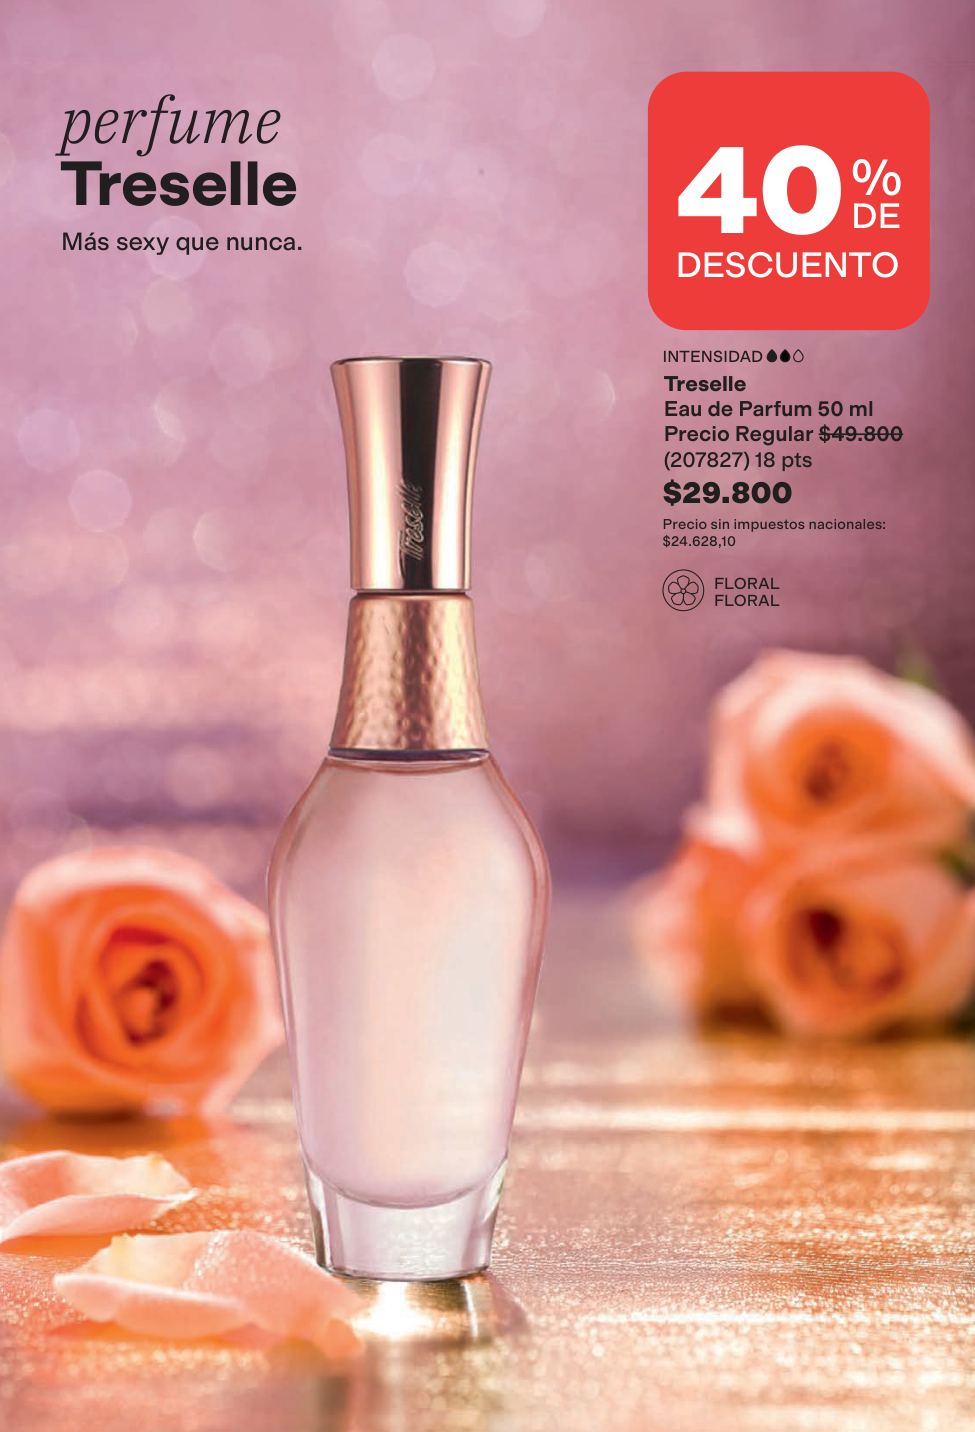 perfume
Treselle
Más sexy que nunca.
40%
DE
DESCUENTO
INTENSIDAD
Treselle
Eau de Parfum 50 ml
Precio Regular $49.800
(207827) 18 pts
$29.800
Precio sin impuestos nacionales:
$24.628,10
FLORAL
FLORAL
Treselle